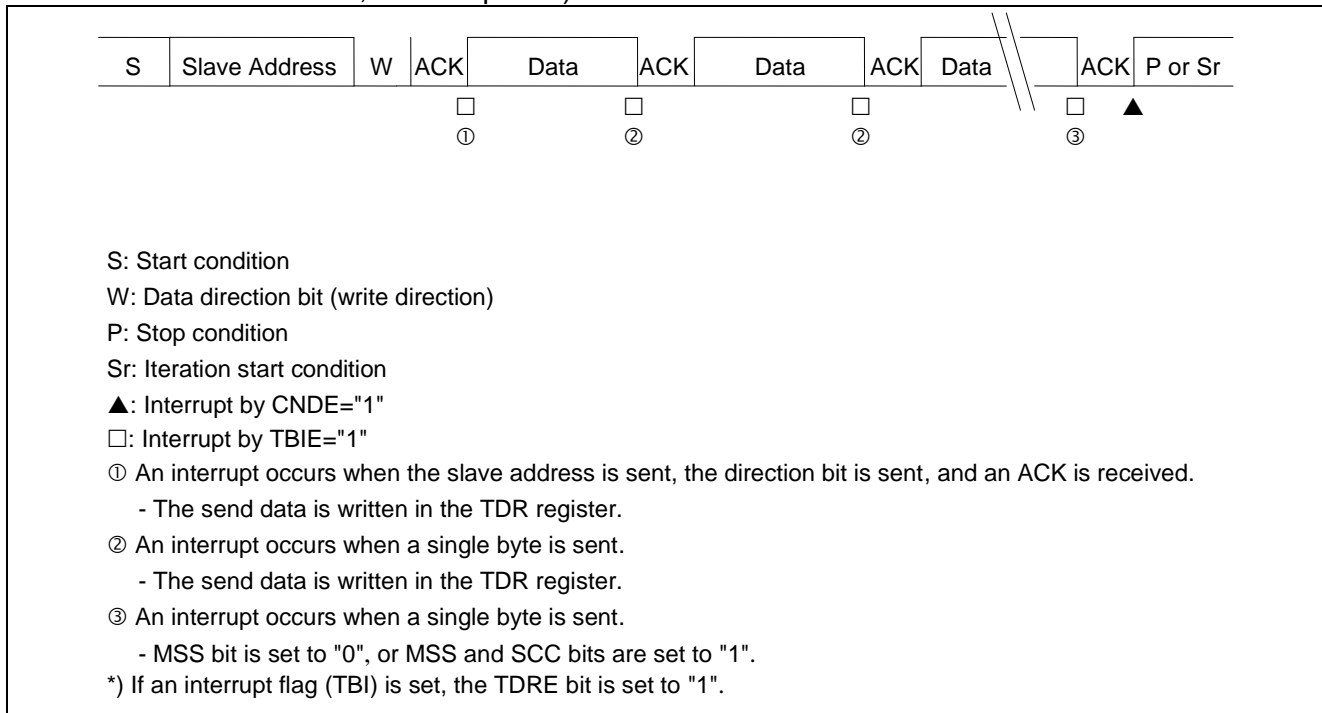 S Slave Address W ACK Data ACK Data ACK Data ACK P or Sr
□ □ □ □ ▲
① ② ② ③
S: Start condition
W: Data direction bit (write direction)
P: Stop condition
Sr: Iteration start condition
▲: Interrupt by CNDE="1"
□: Interrupt by TBIE="1"
① An interrupt occurs when the slave address is sent, the direction bit is sent, and an ACK is received.
- The send data is written in the TDR register.
② An interrupt occurs when a single byte is sent.
- The send data is written in the TDR register.
③ An interrupt occurs when a single byte is sent.
- MSS bit is set to "0", or MSS and SCC bits are set to "1".
*) If an interrupt flag (TBI) is set, the TDRE bit is set to "1".